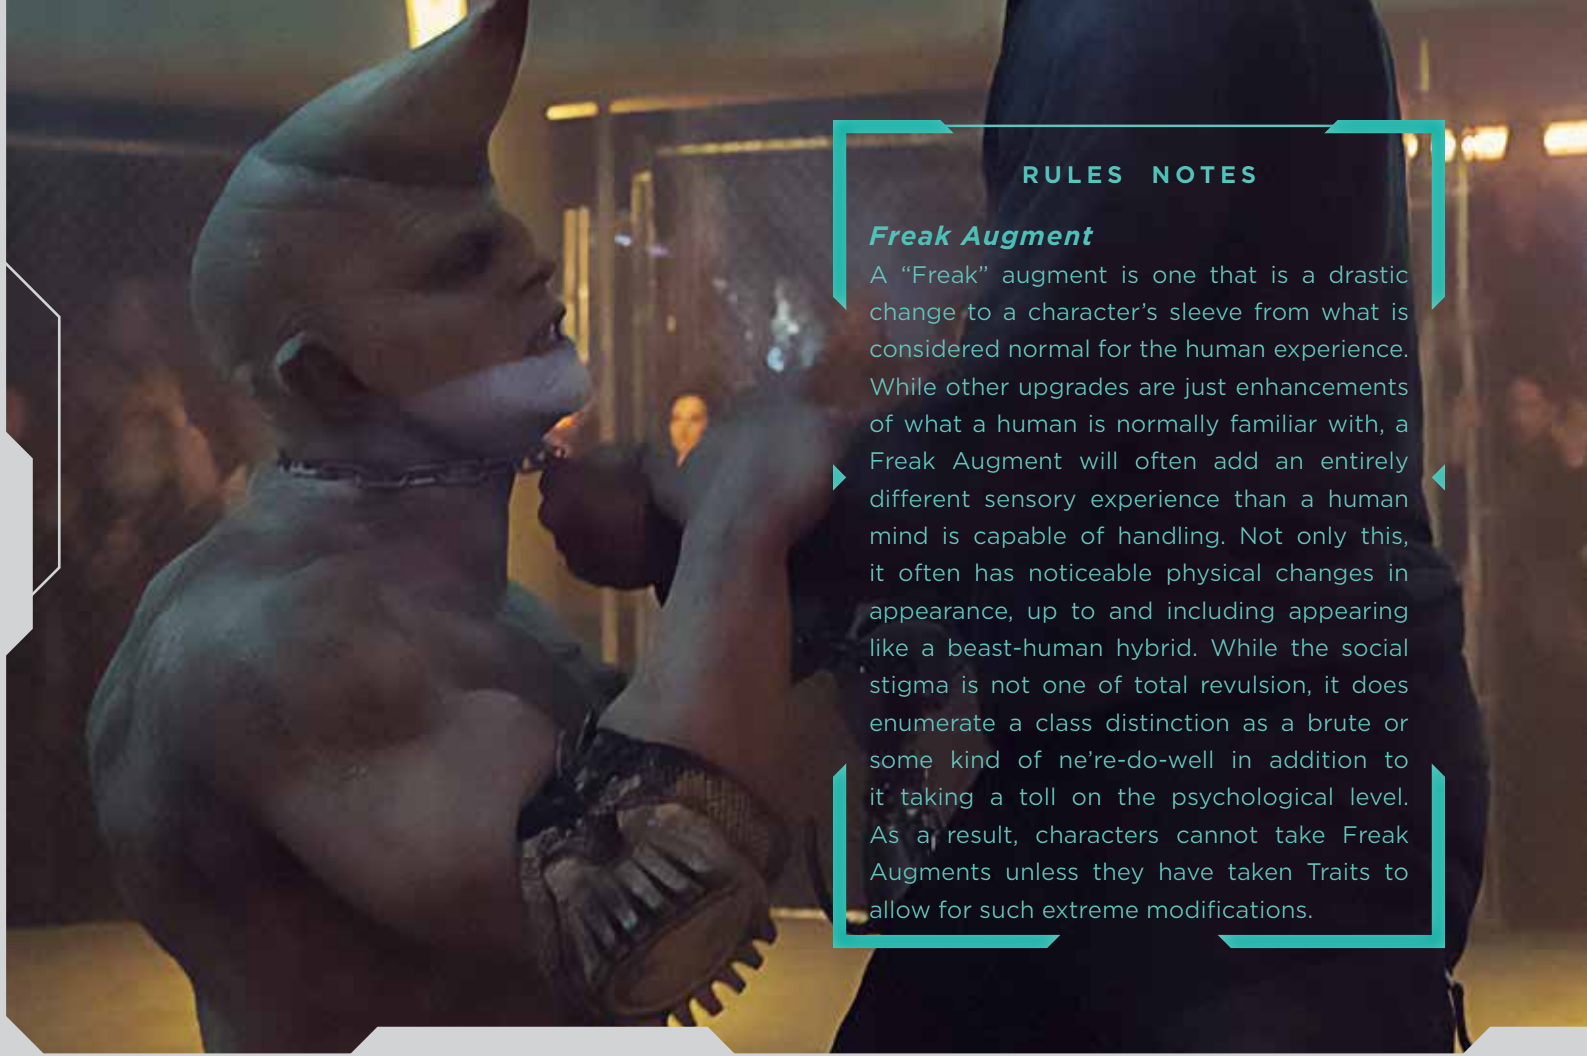 RULES NOTES
Freak Augment
A “Freak” augment is one that is a drastic
change to a character’s sleeve from what is
considered normal for the human experience.
While other upgrades are just enhancements
of what a human is normally familiar with, a
Freak Augment will often add an entirely
different sensory experience than a human
mind is capable of handling. Not only this,
it often has noticeable physical changes in
appearance, up to and including appearing
like a beast-human hybrid. While the social
stigma is not one of total revulsion, it does
enumerate a class distinction as a brute or
some kind of ne’re-do-well in addition to
it taking a toll on the psychological level.
As a result, characters cannot take Freak
Augments unless they have taken Traits to
allow for such extreme modifications.